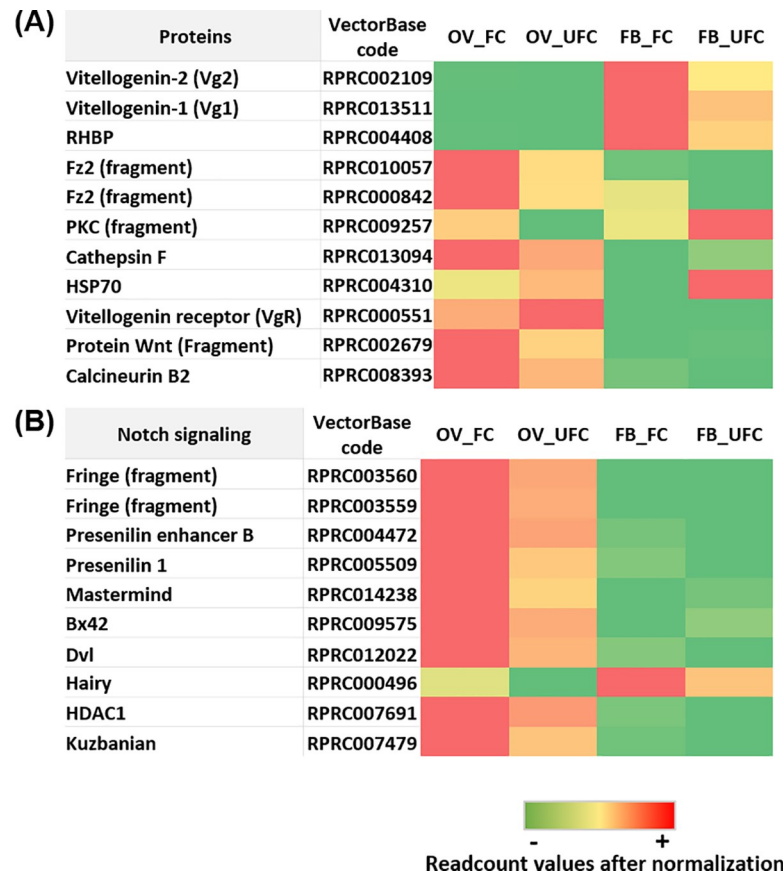 (A)
Proteins VectorBase code OV_FC OV_UFC FB_FC FB_UFC
Vitellogenin-2 (Vg2) RPRC002109
Vitellogenin-1 (Vg1) RPRC013511
RHBP RPRC004408
Fz2 (fragment) RPRC010057
Fz2 (fragment) RPRC000842
PKC (fragment) RPRC009257
Cathepsin F RPRC013094
HSP70 RPRC004310
Vitellogenin receptor (VgR) RPRC000551
Protein Wnt (Fragment) RPRC002679
Calcineurin B2 RPRC008393
(B)
Notch signaling VectorBase code OV_FC OV_UFC FB_FC FB_UFC
Fringe (fragment) RPRC003560
Fringe (fragment) RPRC003559
Presenilin enhancer B RPRC004472
Presenilin 1 RPRC005509
Mastermind RPRC014238
Bx42 RPRC009575
Dvl RPRC012022
Hairy RPRC000496
HDAC1 RPRC007691
Kuzbanian RPRC007479
- +
Readcount values after normalization